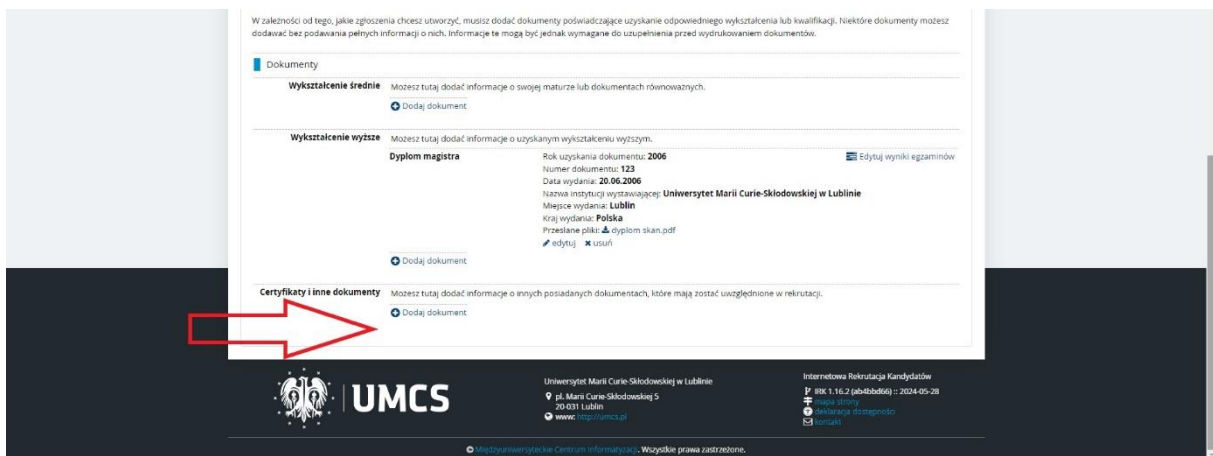 W zależności od tego, jakie zgłoszenia chcesz utworzyć, musisz dodać dokumenty poświadczające uzyskanie odpowiedniego wykształcenia lub kwalifikacji. Niektóre dokumenty możesz
dodawać bez podawania pełnych informacji o nich. Informacje te mogą być jednak wymagane do uzupełnienia przed wydrukowaniem dokumentów.
Dokumenty
Wykształcenie średnie Możesz tutaj dodać informacje o swojej maturze lub dokumentach równoważnych.
Dodaj dokument
Wykształcenie wyższe Możesz tutaj dodać informacje o uzyskanym wykształceniu wyższym.
Dyplom magistra Rok uzyskania dokumentu: 2006 Edytuj wyniki egzaminów
Numer dokumentu: 123
Data wydania: 20.06.2006
Nazwa instytucji wystawiającej: Uniwersytet Marii Curie-Skłodowskiej w Lublinie
Miejsce wydania: Lublin
Kraj wydania: Polska
Przesłane pliki: dyplom skan.pdf
edytuj usuń
Dodaj dokument
Certyfikaty i inne dokumenty Możesz tutaj dodać informacje o innych posiadanych dokumentach, które mają zostać uwzględnione w rekrutacji.
Dodaj dokument
UMCS
Uniwersytet Marii Curie-Skłodowskiej w Lublinie
pl. Marii Curie-Skłodowskiej 5
20-031 Lublin
www: http://umcs.pl
Internetowa Rekrutacja Kandydatów
IRK 1.16.2 (ab4bbd66) :: 2024-05-28
mapa strony
deklaracja dostępności
kontakt
Międzyuniwersyteckie Centrum Informatyzacji. Wszystkie prawa zastrzeżone.